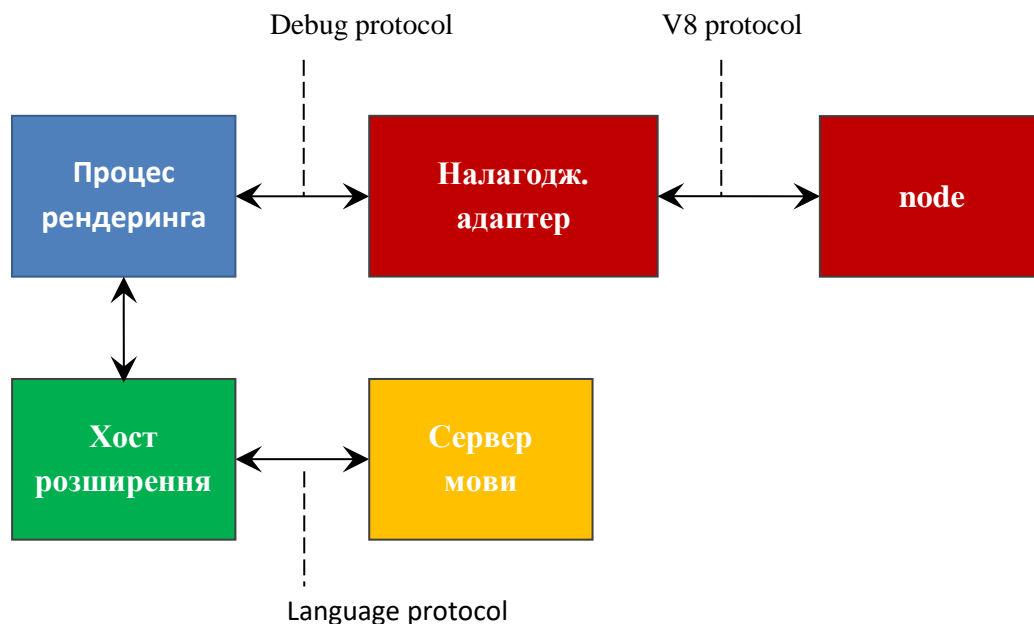 Debug protocol
V8 protocol
Процес
рендеринга
Налагодж.
адаптер
node
Хост
розширення
Сервер
мови
Language protocol